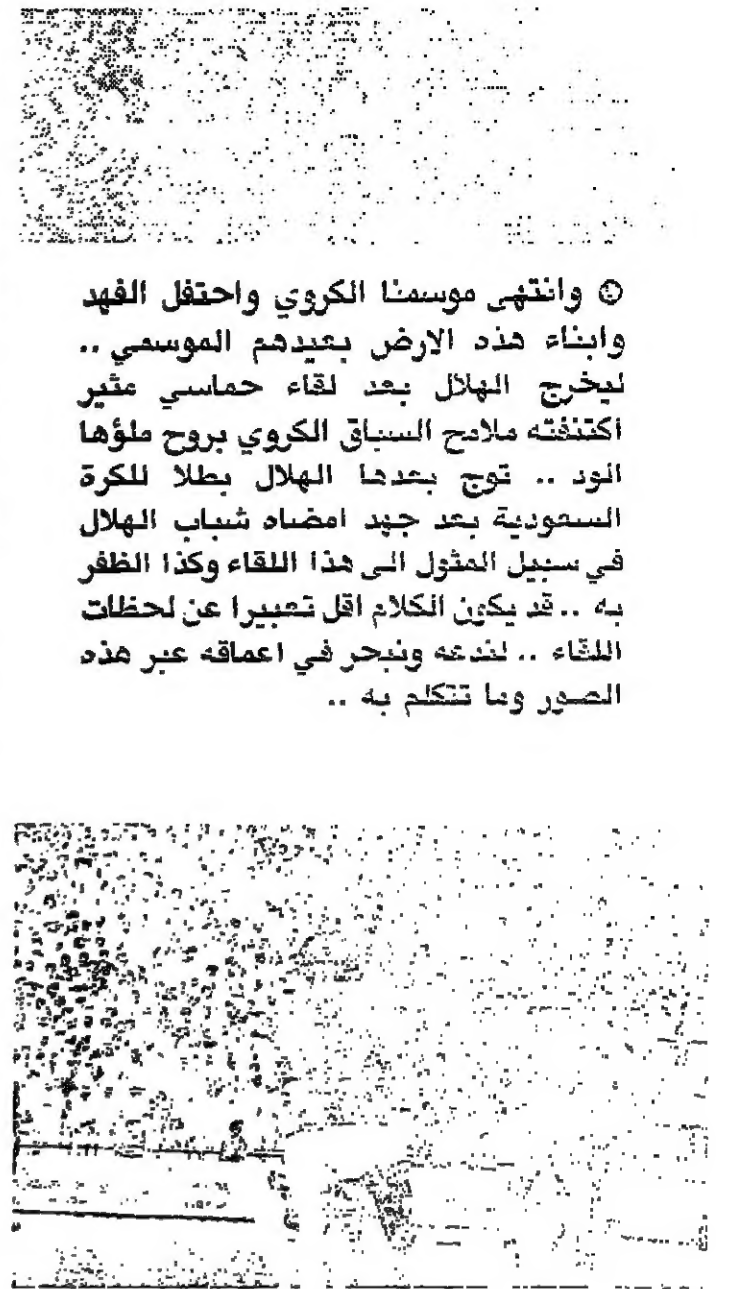 وانتهى موسمنا الكروي واحتفل الفهد
وابناء هذه الارض بعيدهم الموسمي ..
ليخرج الهلال بعد لقاء حماسي مثير
اكتنفته ملامح السباق الكروي بروح ملؤها
الود .. توج بعدها الهلال بطلا للكرة
السعودية بعد جهد امضاه شباب الهلال
في سبيل المثول الى هذا اللقاء وكذا الظفر
به .. قد يكون الكلام اقل تعبيرا عن لحظات
اللقاء .. لندعه ونبحر في اعماقه عبر هذه
الصور وما تتكلم به ..